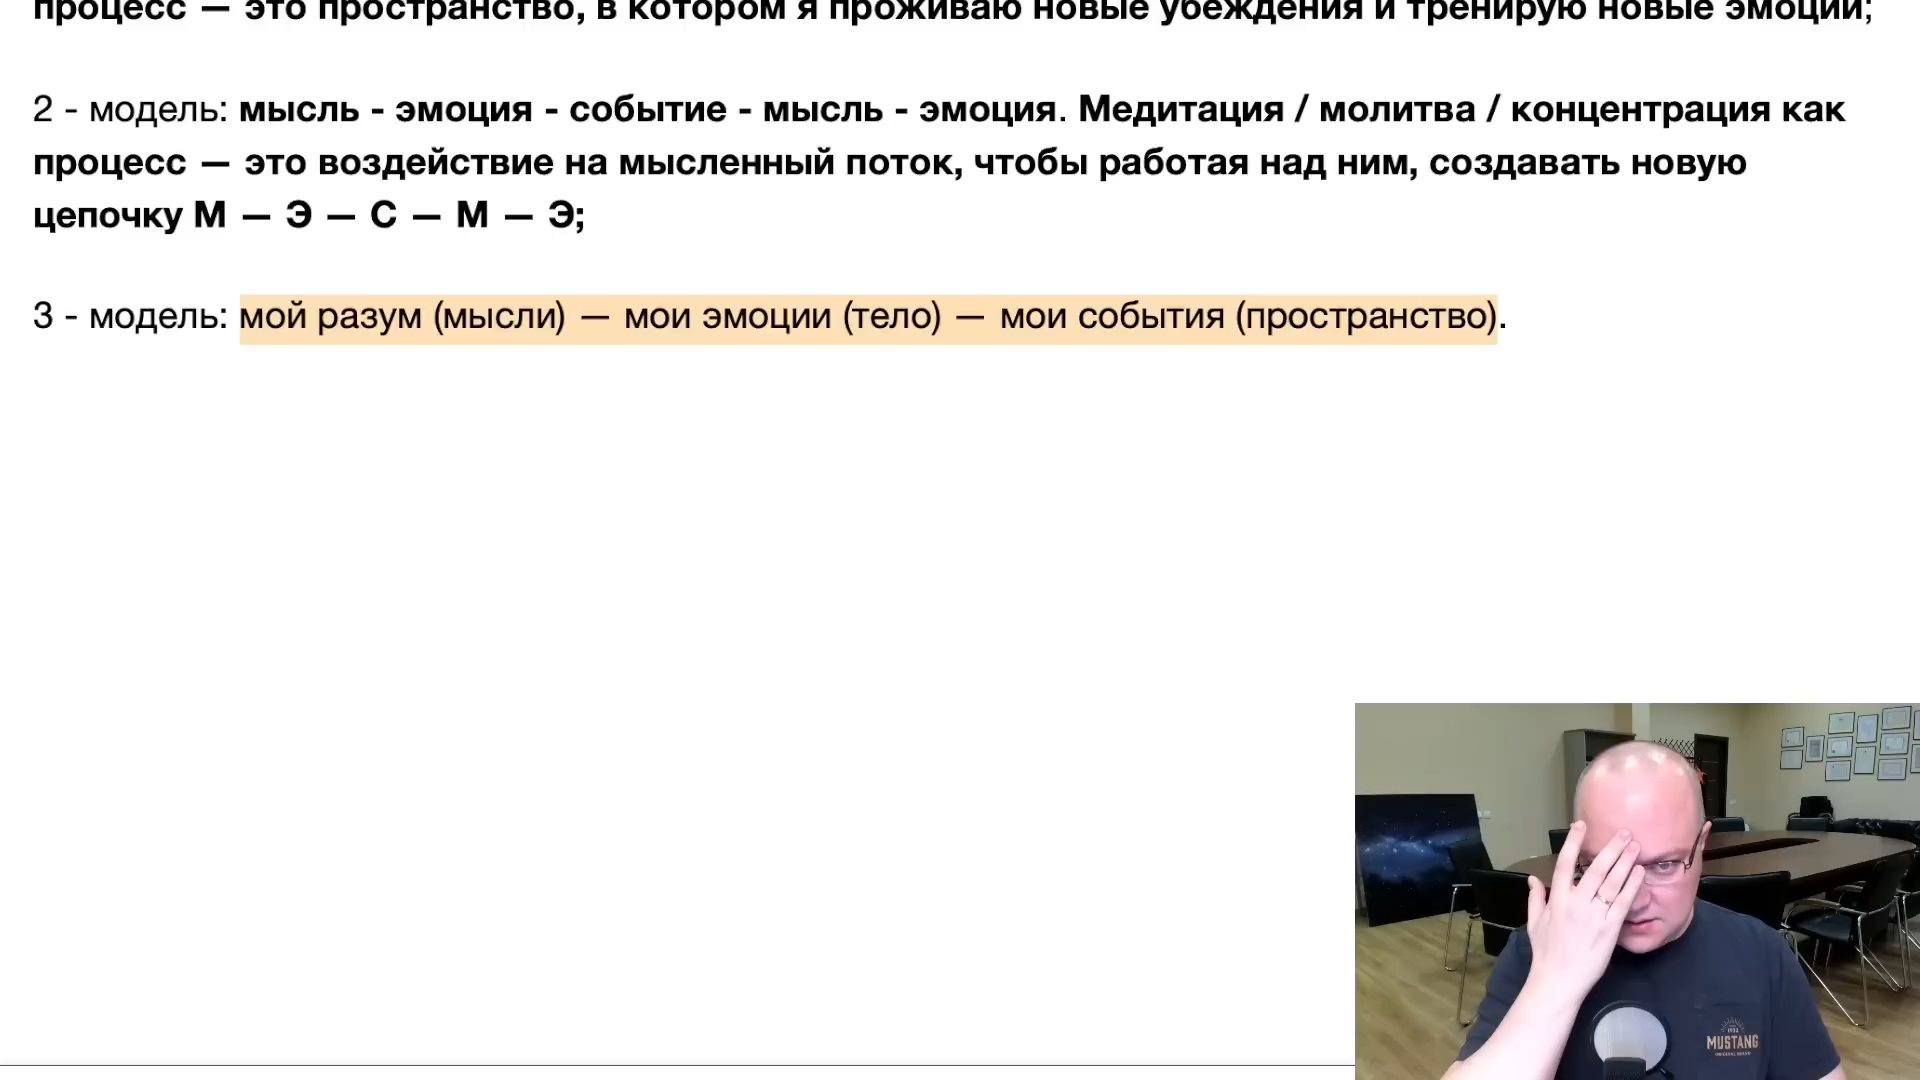 процесс — это пространство, в котором я проживаю новые убеждения и тренирую новые эмоции;
2 - модель: мысль - эмоция - событие - мысль - эмоция. Медитация / молитва / концентрация как
процесс — это воздействие на мысленный поток, чтобы работая над ним, создавать новую
цепочку М — Э — С — М — Э;
3 - модель: мой разум (мысли) — мои эмоции (тело) — мои события (пространство).
MUSTANG